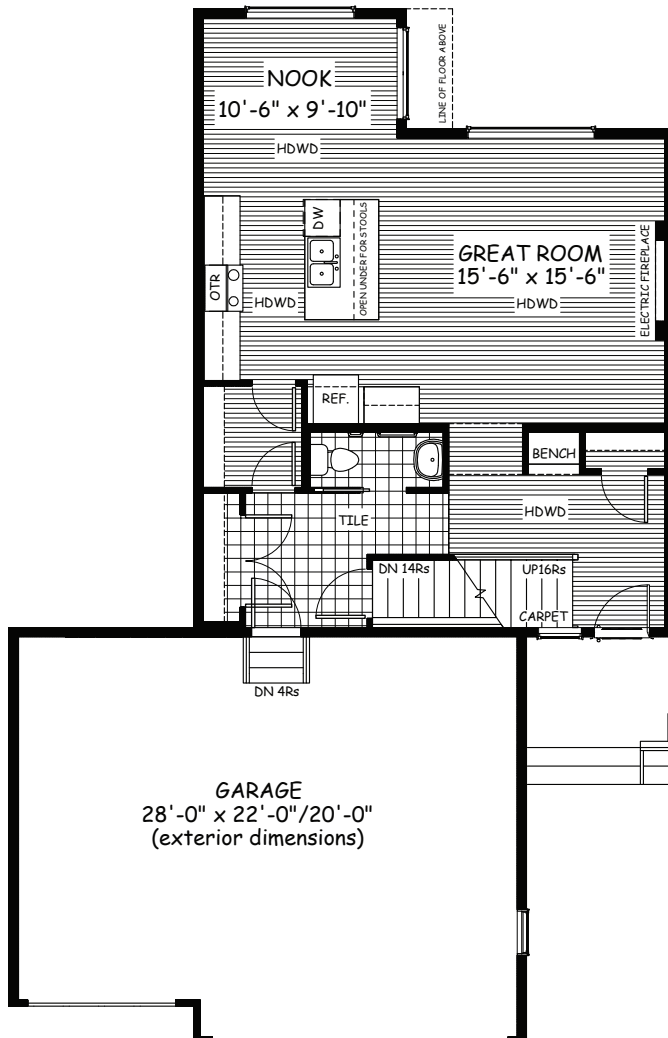 NOOK
10'-6" x 9'-10"
LINE OF FLOOR ABOVE
HDWD
DW
OPEN UNDER FOR STOOLS
GREAT ROOM
15'-6" x 15'-6"
HDWD
ELECTRIC FIREPLACE
OTR
HDWD
REF.
BENCH
HDWD
TILE
DN 14Rs
UP16Rs
CARPET
DN 4Rs
GARAGE
28'-0" x 22'-0"/20'-0"
(exterior dimensions)